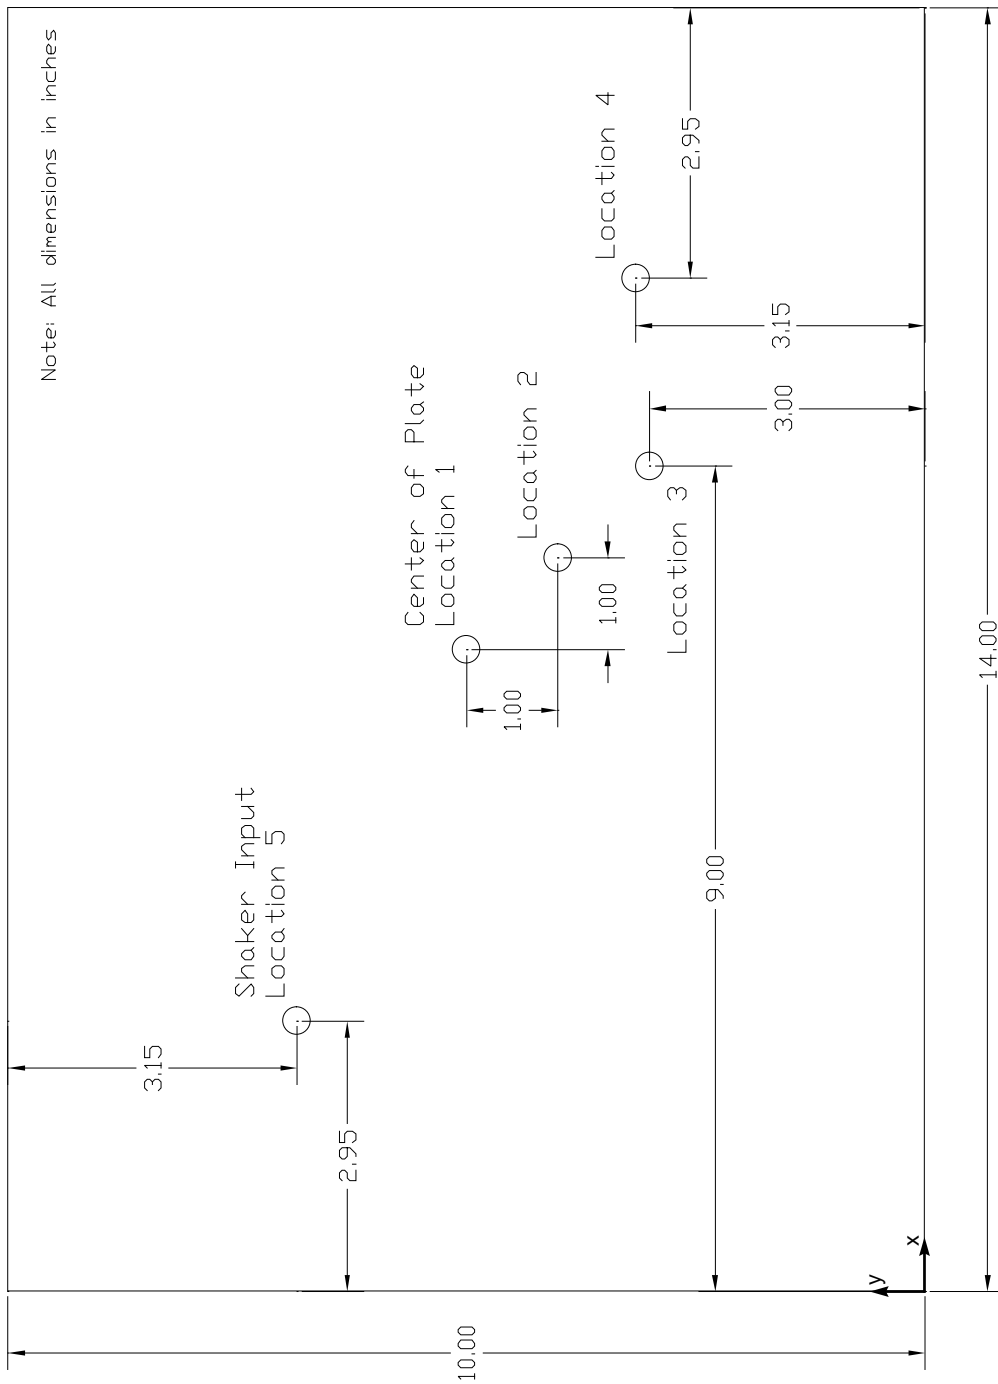 Note: All dimensions in inches
Shaker Input
Location 5
3.15
2.95
Center of Plate
Location 1
1.00
Location 2
1.00
Location 3
Location 4
2.95
3.15
3.00
9.00
10.00
14.00
y
x